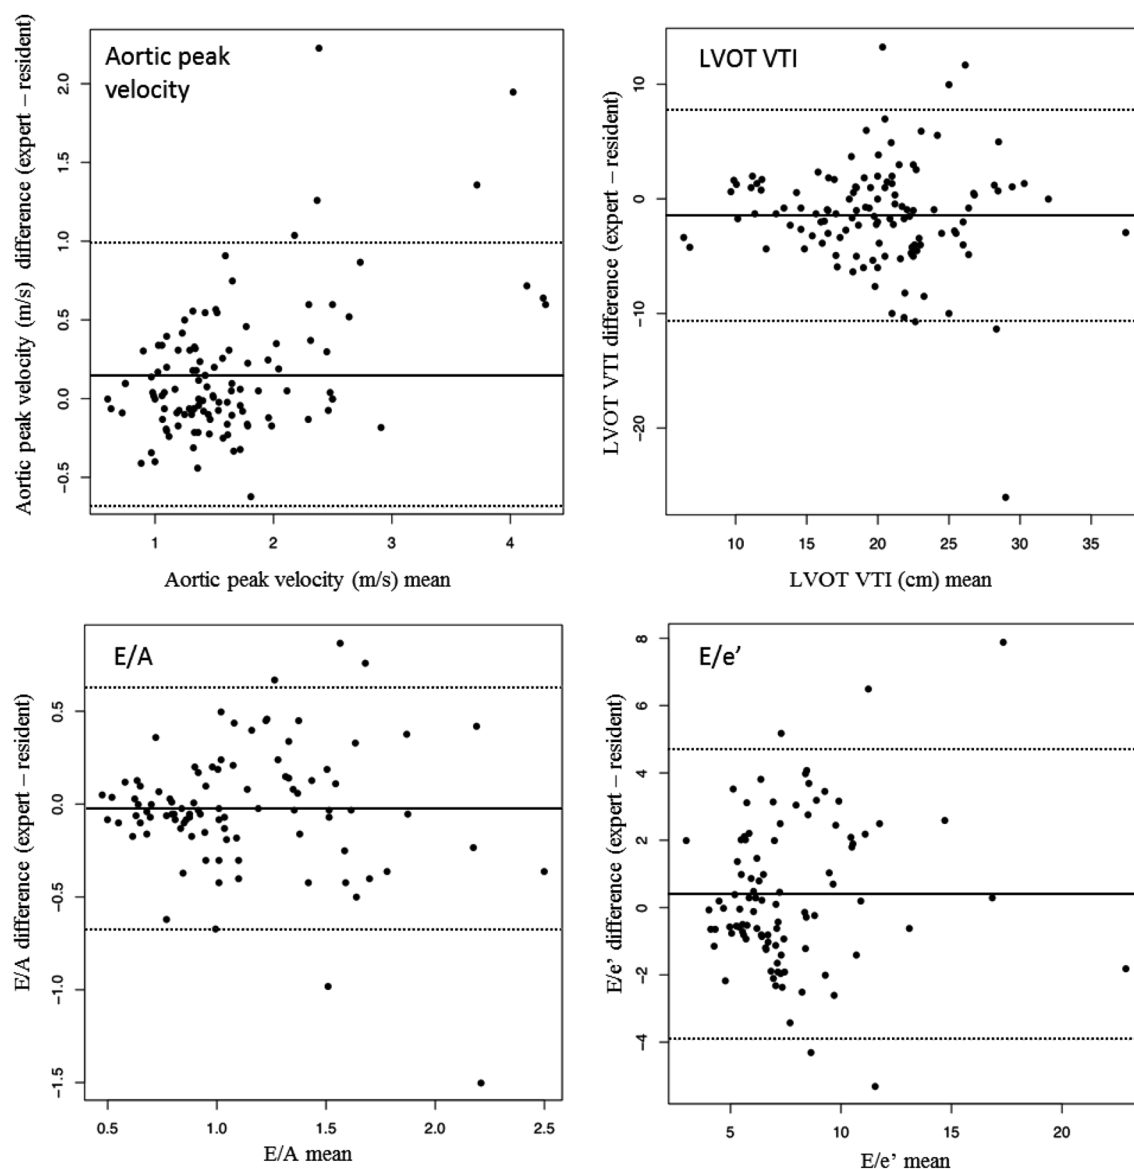 Aortic peak
velocity
Aortic peak velocity (m/s) difference (expert – resident)
2.0
1.5
1.0
0.5
0.0
−0.5
1 2 3 4
Aortic peak velocity (m/s) mean
LVOT VTI
LVOT VTI difference (expert – resident)
10
0
−10
−20
10 15 20 25 30 35
LVOT VTI (cm) mean
E/A
E/A difference (expert – resident)
0.5
0.0
−0.5
−1.0
−1.5
0.5 1.0 1.5 2.0 2.5
E/A mean
E/e’
E/e’ difference (expert – resident)
8
6
4
2
0
−2
−4
5 10 15 20
E/e’ mean